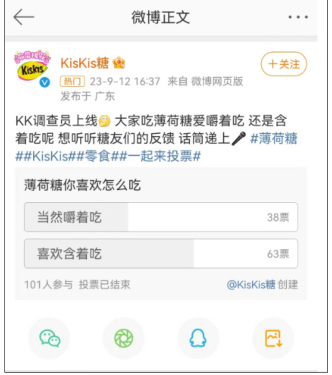 微博正文
KisKis
KisKis糖
+关注
热门 23-9-12 16:37 来自 微博网页版
发布于 广东
KK调查员上线 大家吃薄荷糖爱嚼着吃 还是含
着吃呢 想听听糖友们的反馈 话筒递上🎤 #薄荷糖
##KisKis##零食##一起来投票#
薄荷糖你喜欢怎么吃
当然嚼着吃 38票
喜欢含着吃 63票
101人参与 投票已结束 @KisKis糖 创建